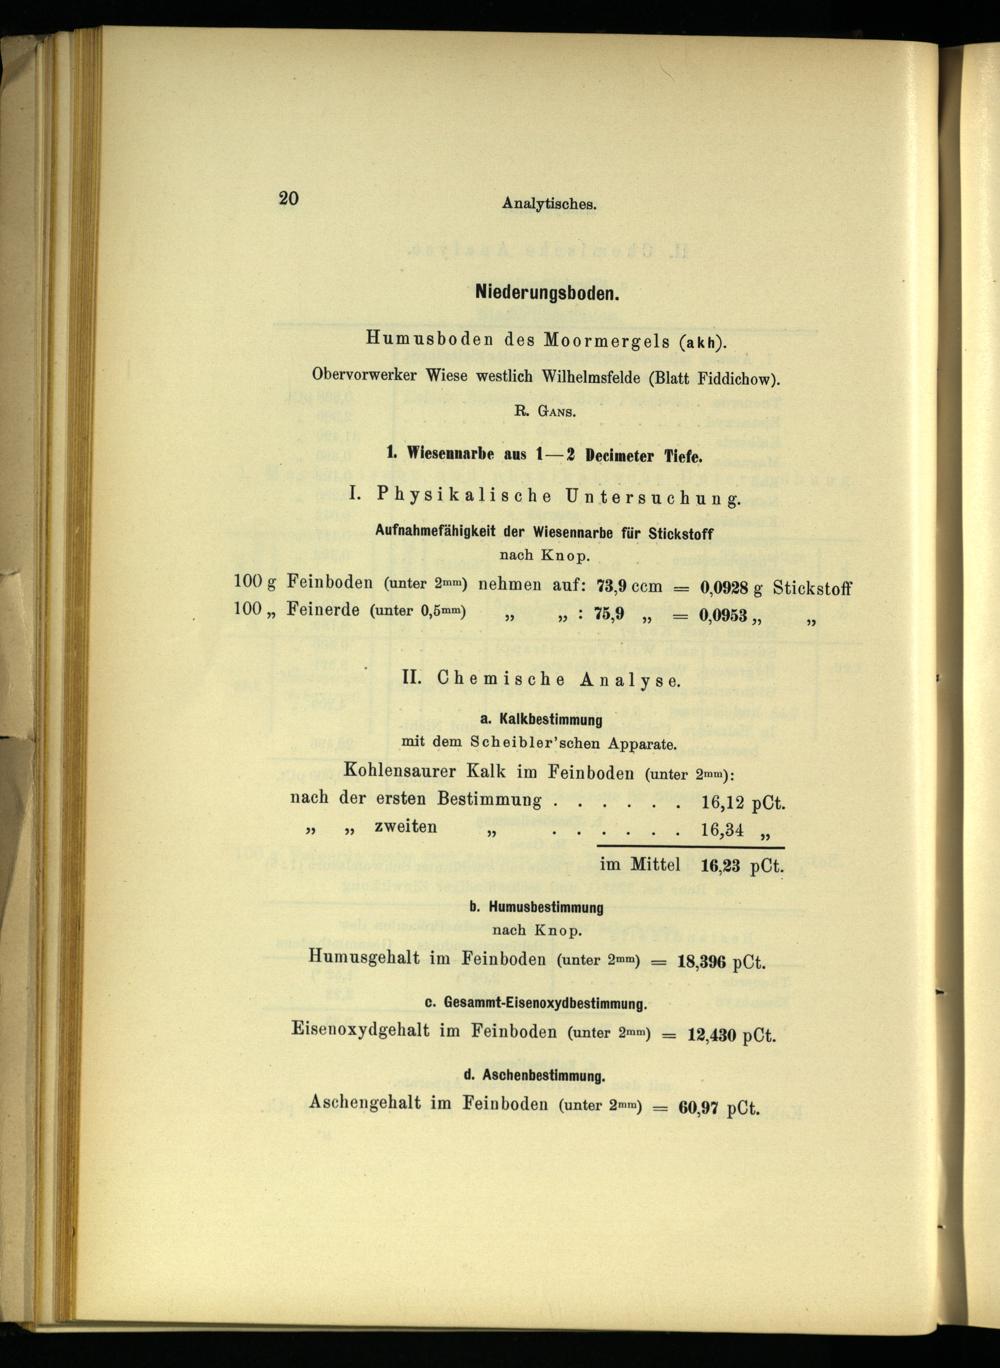 20
Analytisches.
Niederungsboden.
Humusboden des Moormergels (akh).
Obervorwerker Wiese westlich Wilhelmsfelde (Blatt Fiddichow).
R. Gans.
1. Wiesennarbe aus 1—2 Decimeter Tiefe.
I. Physikalische Untersuchung.
Aufnahmefähigkeit der Wiesennarbe für Stickstoff
nach Knop.
100 g Feinboden (unter 2mm) nehmen auf: 73,9 ccm = 0,0928 g Stickstoff
100 „ Feinerde (unter 0,5mm) „ „ : 75,9 „ = 0,0953 „ „
II. Chemische Analyse.
a. Kalkbestimmung
mit dem Scheibler'schen Apparate.
Kohlensaurer Kalk im Feinboden (unter 2mm):
nach der ersten Bestimmung . . . . . . 16,12 pCt.
„ „ zweiten „ . . . . . . 16,34 „
im Mittel 16,23 pCt.
b. Humusbestimmung
nach Knop.
Humusgehalt im Feinboden (unter 2mm) = 18,396 pCt.
c. Gesammt-Eisenoxydbestimmung.
Eisenoxydgehalt im Feinboden (unter 2mm) = 12,430 pCt.
d. Aschenbestimmung.
Aschengehalt im Feinboden (unter 2mm) = 60,97 pCt.